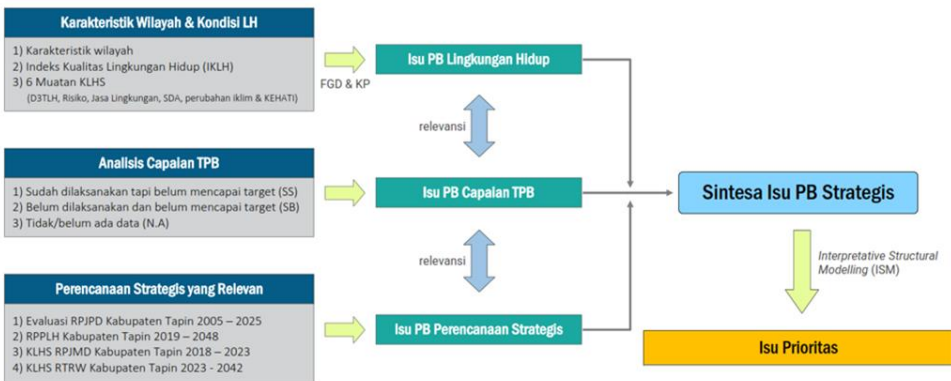 Karakteristik Wilayah & Kondisi LH
1) Karakteristik wilayah
2) Indeks Kualitas Lingkungan Hidup (IKLH)
3) 6 Muatan KLHS
(D3TLH, Risiko, Jasa Lingkungan, SDA, perubahan iklim & KEHATI)
FGD & KP
Isu PB Lingkungan Hidup
relevansi
Analisis Capaian TPB
1) Sudah dilaksanakan tapi belum mencapai target (SS)
2) Belum dilaksanakan dan belum mencapai target (SB)
3) Tidak/belum ada data (N.A)
Isu PB Capaian TPB
Sintesa Isu PB Strategis
relevansi
Interpretative Structural
Modelling (ISM)
Perencanaan Strategis yang Relevan
1) Evaluasi RPJPD Kabupaten Tapin 2005 – 2025
2) RPPLH Kabupaten Tapin 2019 – 2048
3) KLHS RPJMD Kabupaten Tapin 2018 – 2023
4) KLHS RTRW Kabupaten Tapin 2023 - 2042
Isu PB Perencanaan Strategis
Isu Prioritas